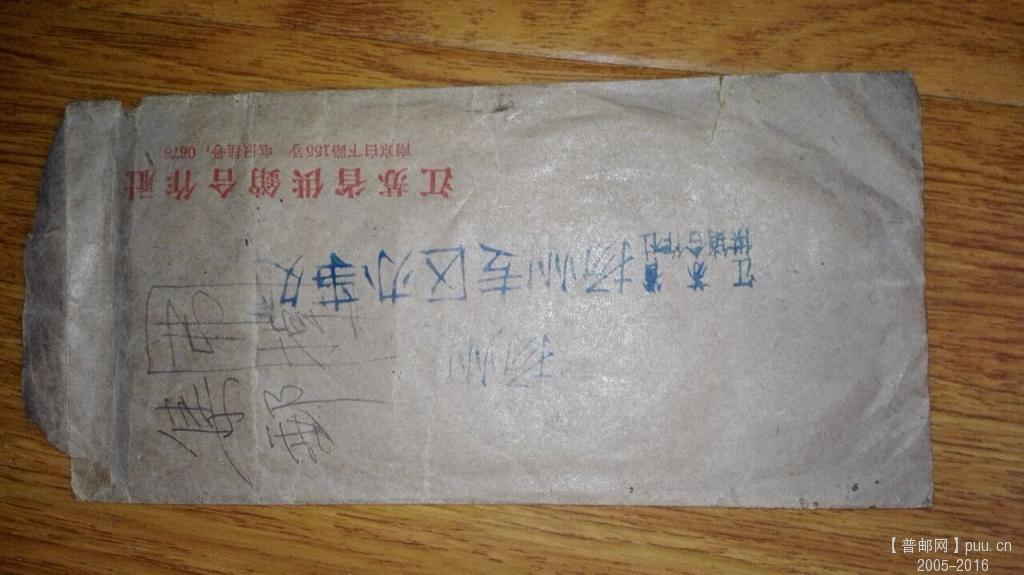 扬州
江苏省
供销合作社
扬州专区办事处
江苏省供销合作社
南京白下路155号 电报挂号：0678
【普邮网】puu.cn
2005-2016